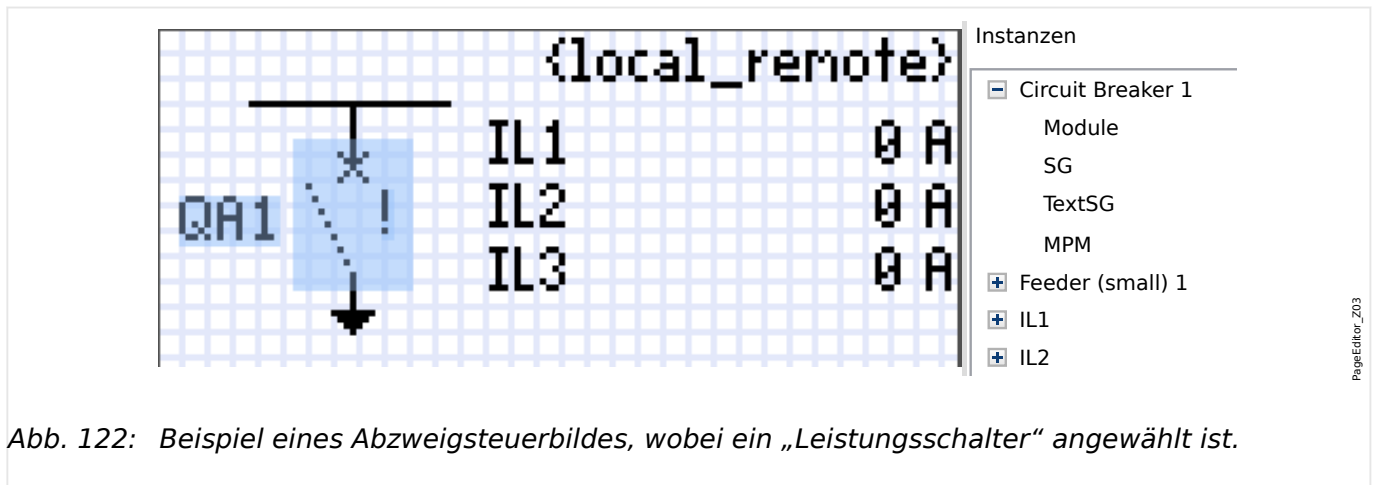 {local_remote}
IL1 0 A
QA1 ! IL2 0 A
IL3 0 A
Instanzen
Circuit Breaker 1
Module
SG
TextSG
MPM
Feeder (small) 1
IL1
IL2
PageEditor_Z03
Abb. 122: Beispiel eines Abzweigsteuerbildes, wobei ein „Leistungsschalter“ angewählt ist.